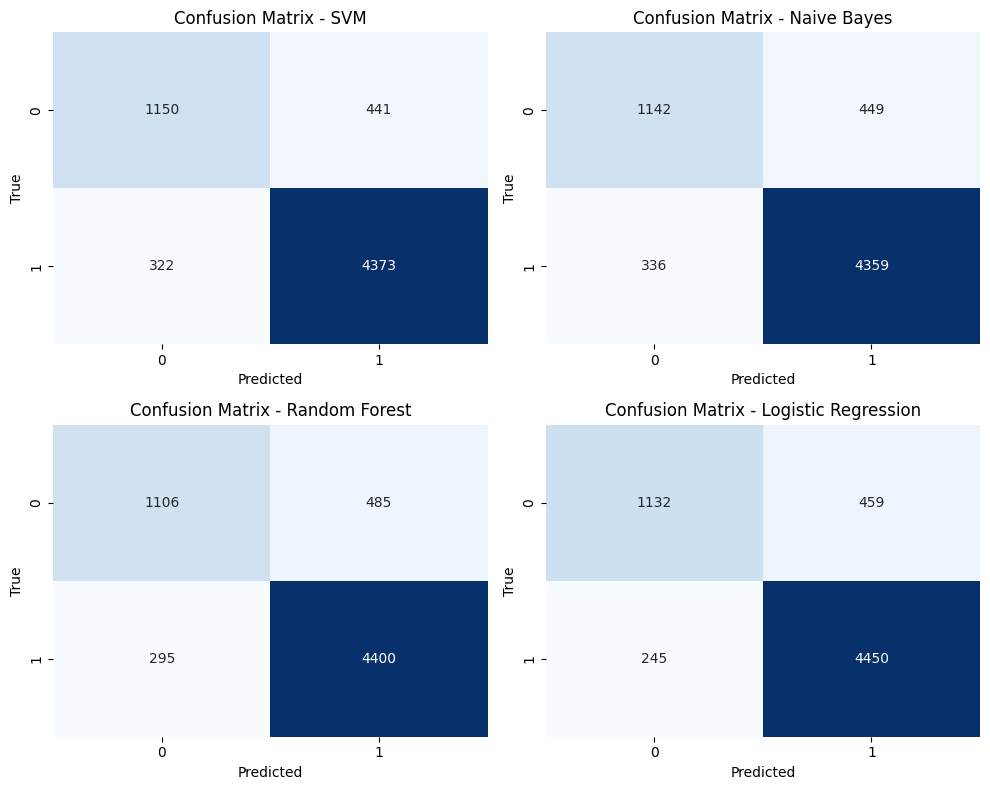 Confusion Matrix - SVM
0
1150
441
True
1
322
4373
0
1
Predicted
Confusion Matrix - Naive Bayes
0
1142
449
True
1
336
4359
0
1
Predicted
Confusion Matrix - Random Forest
0
1106
485
True
1
295
4400
0
1
Predicted
Confusion Matrix - Logistic Regression
0
1132
459
True
1
245
4450
0
1
Predicted